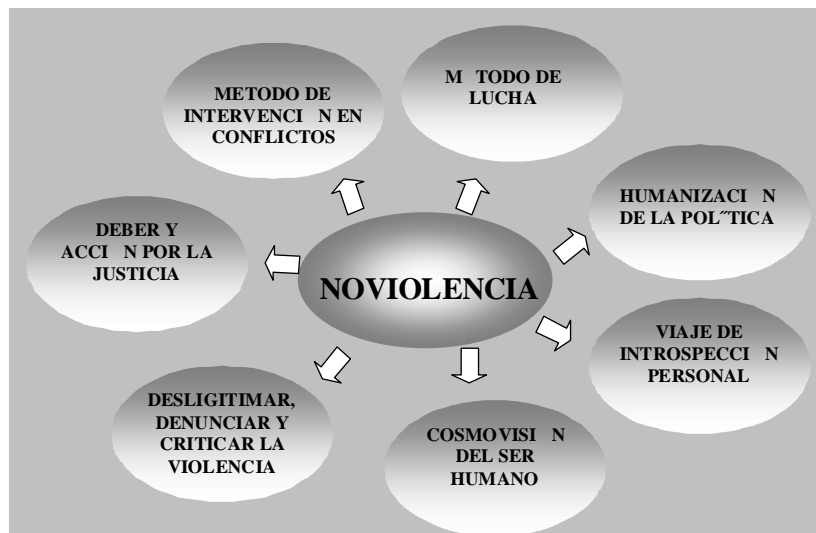 METODO DE
INTERVENCI N EN
CONFLICTOS
M TODO DE
LUCHA
HUMANIZACI N
DE LA POL˝TICA
DEBER Y
ACCI N POR LA
JUSTICIA
NOVIOLENCIA
VIAJE DE
INTROSPECCI N
PERSONAL
DESLIGITIMAR,
DENUNCIAR Y
CRITICAR LA
VIOLENCIA
COSMOVISI N
DEL SER
HUMANO